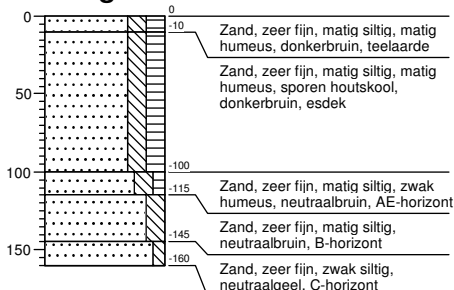 0
0
-10
Zand, zeer fijn, matig siltig, matig
humeus, donkerbruin, teelaarde
Zand, zeer fijn, matig siltig, matig
humeus, sporen houtskool,
donkerbruin, esdek
50
100
-100
-115
Zand, zeer fijn, matig siltig, zwak
humeus, neutraalbruin, AE-horizont
Zand, zeer fijn, matig siltig,
neutraalbruin, B-horizont
-145
150
-160
Zand, zeer fijn, zwak siltig,
neutraalgeel, C-horizont